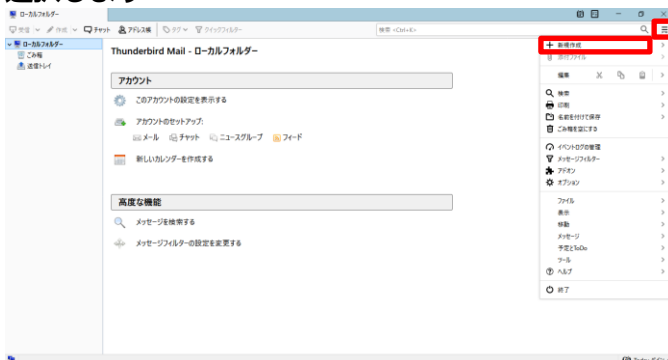 選択します
ローカルフォルダー
受信 作成 チャット アドレス帳 タグ クイックフィルター 検索 <Ctrl+K>
ローカルフォルダー
ごみ箱
送信トレイ
Thunderbird Mail - ローカルフォルダー
アカウント
このアカウントの設定を表示する
アカウントのセットアップ:
メール チャット ニュースグループ フィード
新しいカレンダーを作成する
高度な機能
メッセージを検索する
メッセージフィルターの設定を変更する
新規作成
添付ファイル
編集
検索
印刷
名前を付けて保存
ごみ箱を空にする
イベントログの管理
メッセージフィルター
アドオン
オプション
ファイル
表示
移動
メッセージ
予定とToDo
ツール
ヘルプ
終了